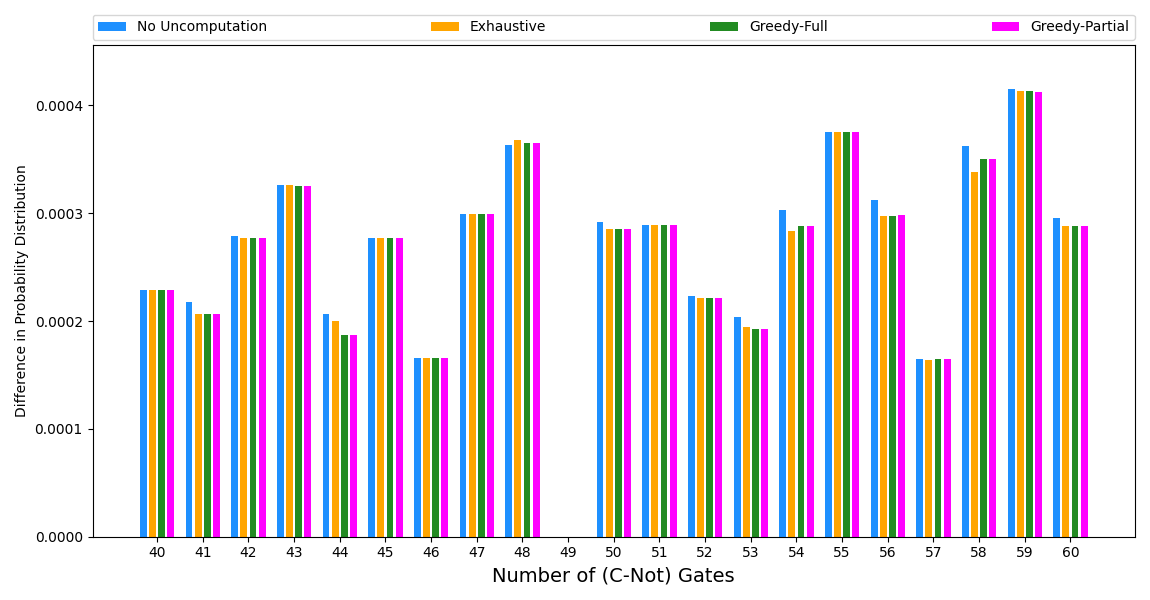 No Uncomputation Exhaustive Greedy-Full Greedy-Partial
Difference in Probability Distribution
0.0004
0.0003
0.0002
0.0001
0.0000
40 41 42 43 44 45 46 47 48 49 50 51 52 53 54 55 56 57 58 59 60
Number of (C-Not) Gates